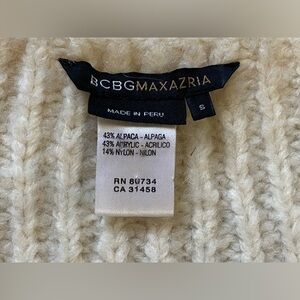 BCBGMAXAZRIA
MADE IN PERU
S
43% ALPACA - ALPAGA
43% ACRYLIC - ACRILICO
14% NYLON - NILON
RN 80734
CA 31458